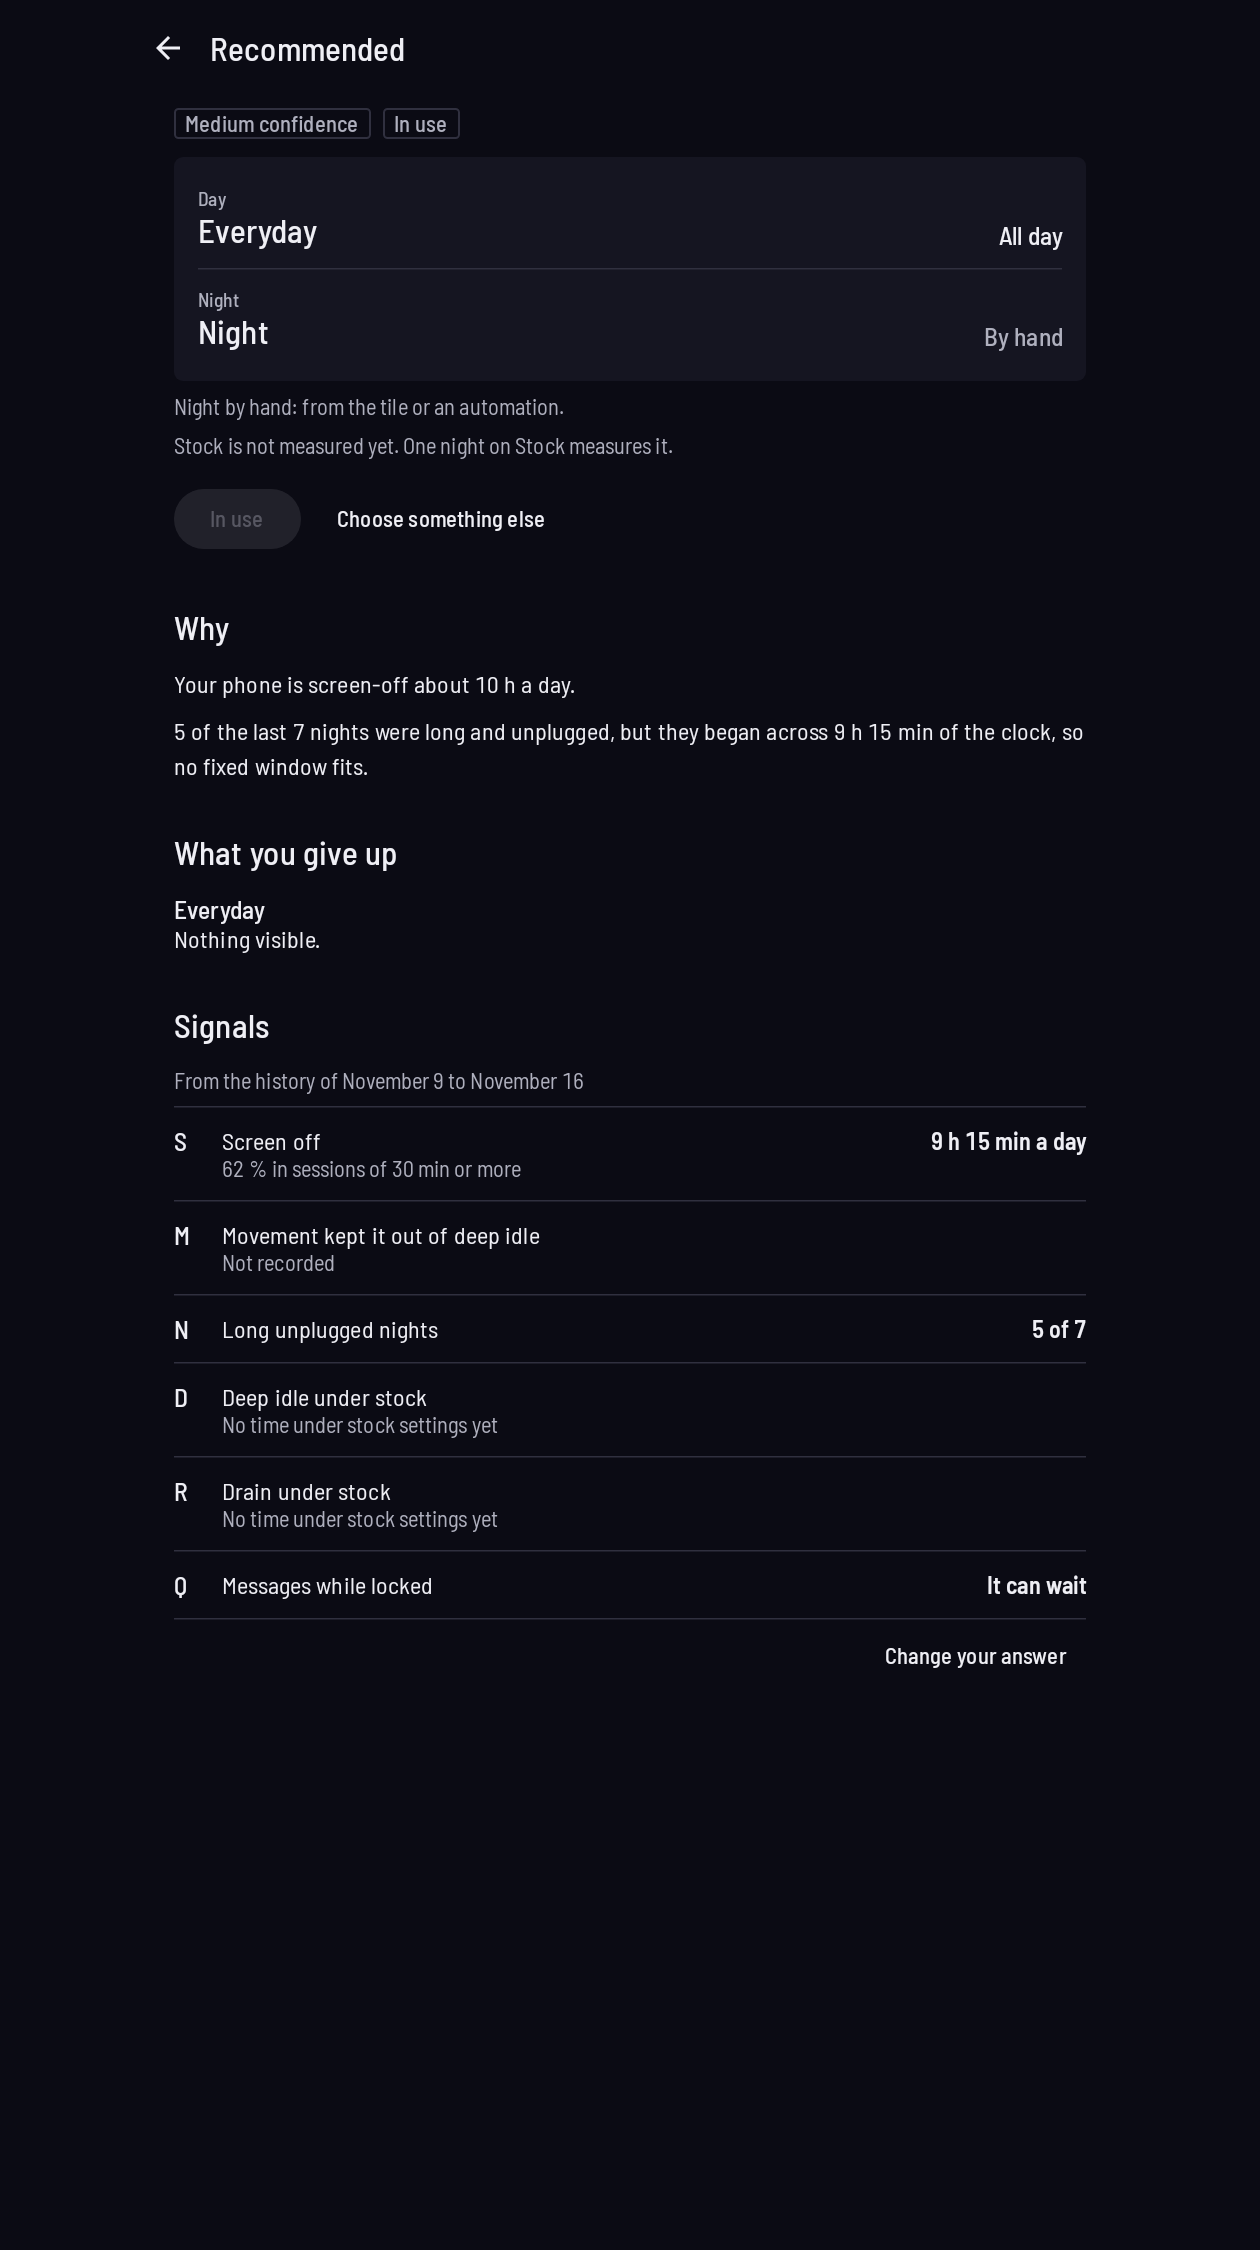 Recommended
Medium confidence
In use
Day
Everyday
All day
Night
Night
By hand
Night by hand: from the tile or an automation.
Stock is not measured yet. One night on Stock measures it.
In use
Choose something else
Why
Your phone is screen-off about 10 h a day.
5 of the last 7 nights were long and unplugged, but they began across 9 h 15 min of the clock, so
no fixed window fits.
What you give up
Everyday
Nothing visible.
Signals
From the history of November 9 to November 16
S Screen off 9 h 15 min a day
62 % in sessions of 30 min or more
M Movement kept it out of deep idle
Not recorded
N Long unplugged nights 5 of 7
D Deep idle under stock
No time under stock settings yet
R Drain under stock
No time under stock settings yet
Q Messages while locked It can wait
Change your answer